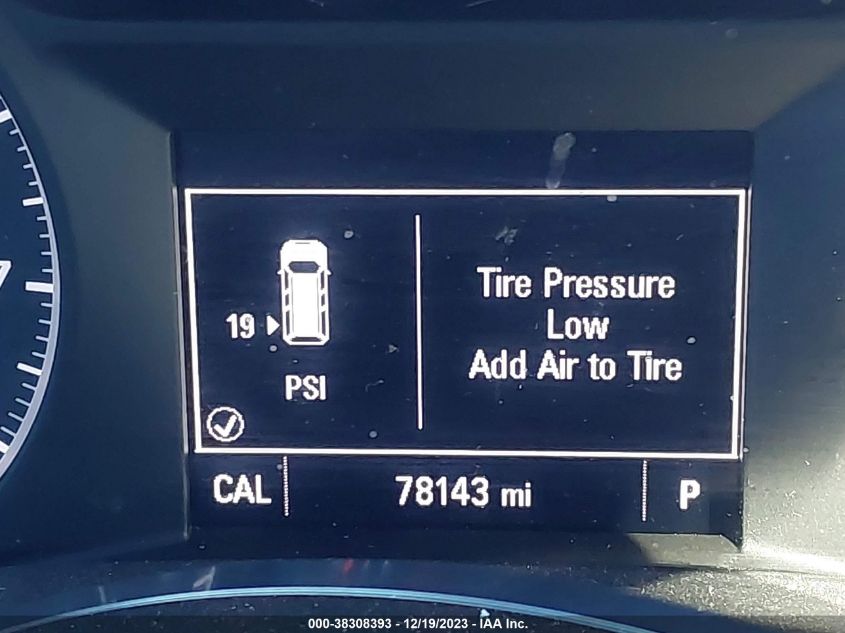 19
PSI
Tire Pressure
Low
Add Air to Tire
CAL
78143 mi
P
000-38308393 - 12/19/2023 - IAA Inc.